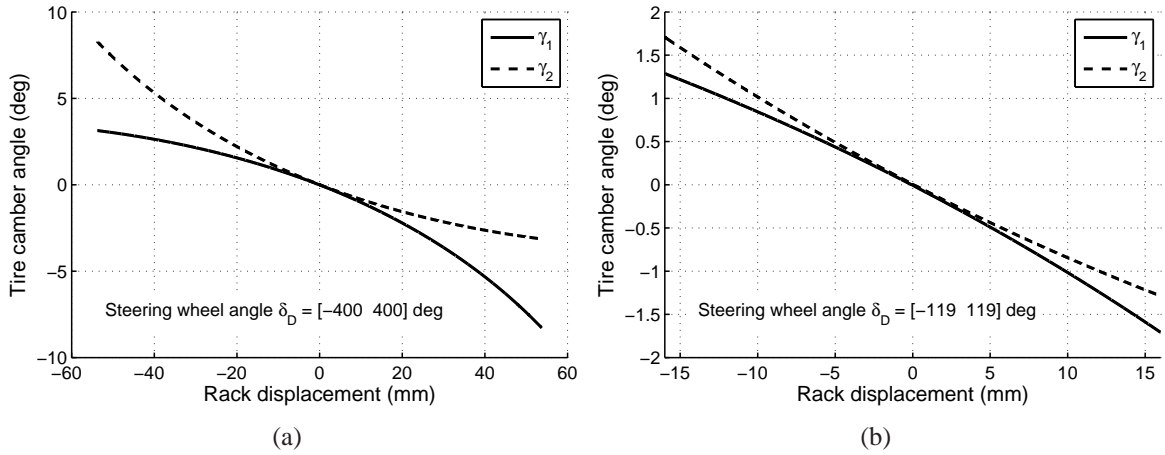 10
5
0
−5
−10
−60
−40
−20
0
20
40
60
Tire camber angle (deg)
Rack displacement (mm)
γ1
γ2
Steering wheel angle δD = [−400 400] deg
(a)
2
1.5
1
0.5
0
−0.5
−1
−1.5
−2
−15
−10
−5
0
5
10
15
Tire camber angle (deg)
Rack displacement (mm)
γ1
γ2
Steering wheel angle δD = [−119 119] deg
(b)